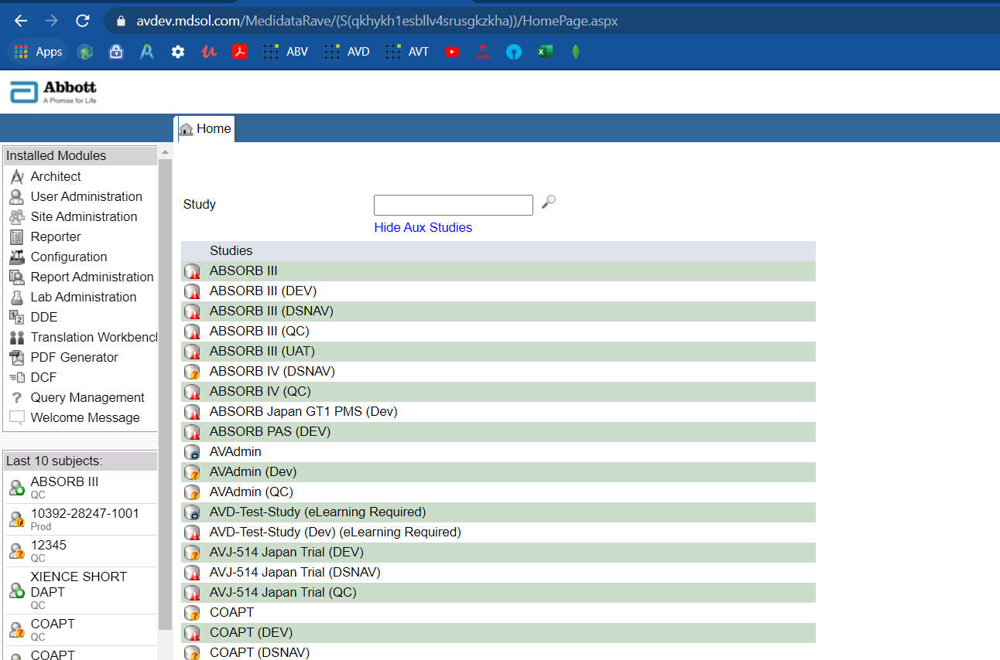 avdev.mdsol.com/MedidataRave/(S(qkhykh1esbllv4srusgkzkha))/HomePage.aspx
Apps
ABV
AVD
AVT
Abbott
A Promise for Life
Home
Installed Modules
Architect
User Administration
Site Administration
Reporter
Configuration
Report Administration
Lab Administration
DDE
Translation Workbench
PDF Generator
DCF
Query Management
Welcome Message
Last 10 subjects:
ABSORB III
QC
10392-28247-1001
Prod
12345
QC
XIENCE SHORT
DAPT
QC
COAPT
QC
COAPT
Study
Hide Aux Studies
Studies
ABSORB III
ABSORB III (DEV)
ABSORB III (DSNAV)
ABSORB III (QC)
ABSORB III (UAT)
ABSORB IV (DSNAV)
ABSORB IV (QC)
ABSORB Japan GT1 PMS (Dev)
ABSORB PAS (DEV)
AVAdmin
AVAdmin (Dev)
AVAdmin (QC)
AVD-Test-Study (eLearning Required)
AVD-Test-Study (Dev) (eLearning Required)
AVJ-514 Japan Trial (DEV)
AVJ-514 Japan Trial (DSNAV)
AVJ-514 Japan Trial (QC)
COAPT
COAPT (DEV)
COAPT (DSNAV)